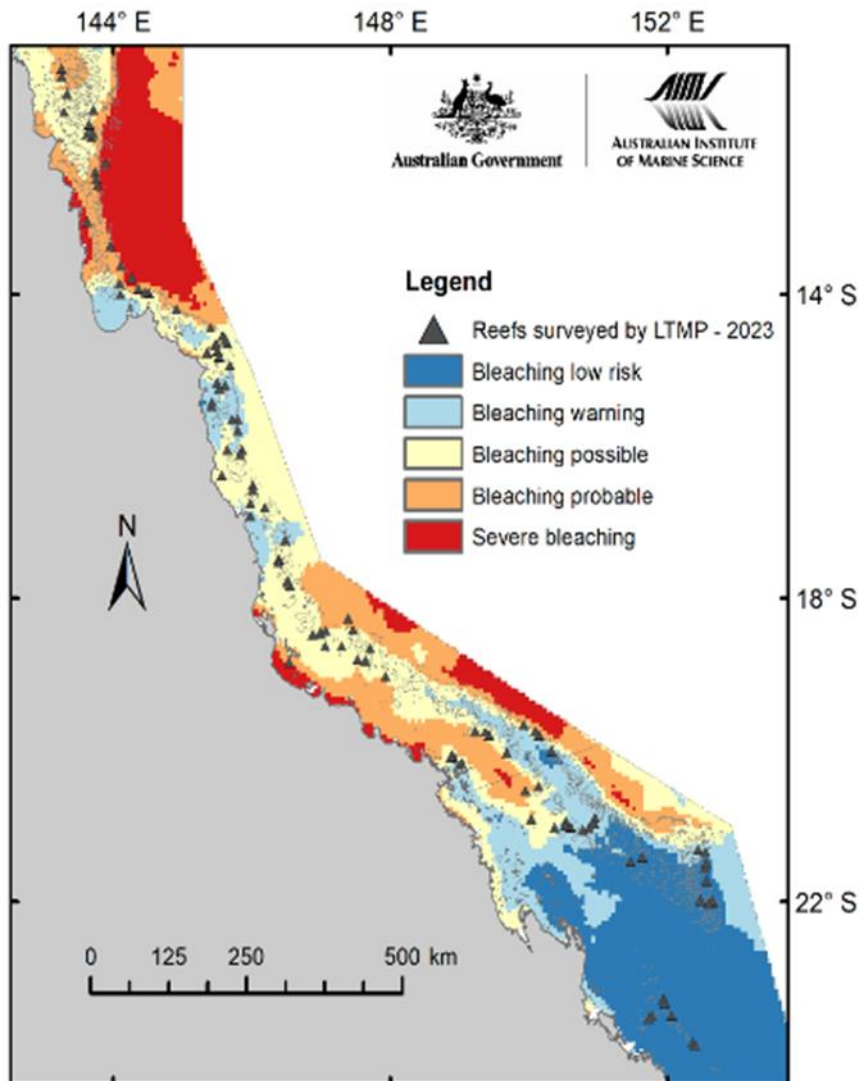 144° E 148° E 152° E
Australian Government
AUSTRALIAN INSTITUTE
OF MARINE SCIENCE
14° S
Legend
Reefs surveyed by LTMP - 2023
Bleaching low risk
Bleaching warning
Bleaching possible
Bleaching probable
Severe bleaching
N
18° S
22° S
0 125 250 500 km